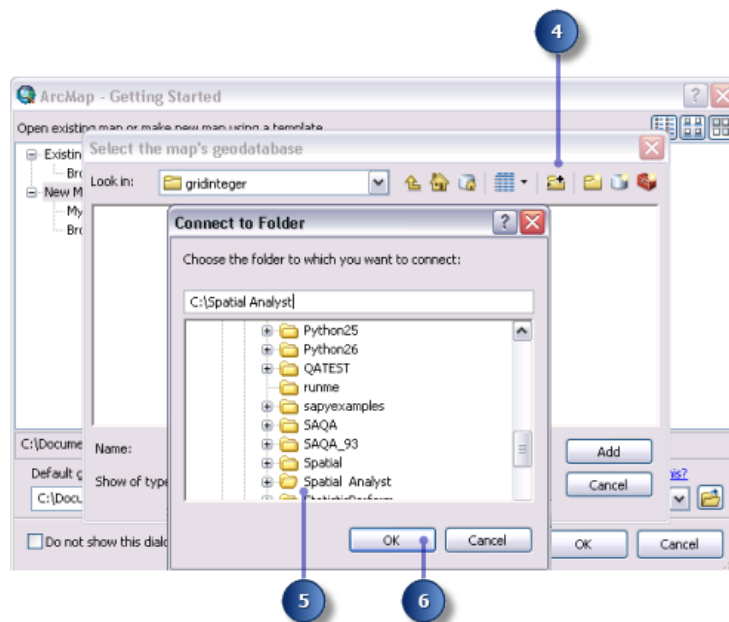 4
ArcMap - Getting Started
Open existing map or make new map using a template
Existin
Bro
New M
My
Bro
Select the map's geodatabase
Look in: gridinteger
Connect to Folder
Choose the folder to which you want to connect:
C:\Spatial Analyst
Python25
Python26
QATEST
runme
sapyexamples
SAQA
SAQA_93
Spatial
Spatial Analyst
C:\Docume
Name:
Add
Default g
Show of type
Cancel
his?
C:\Docu
OK
Cancel
Do not show this dialo
OK
Cancel
5
6